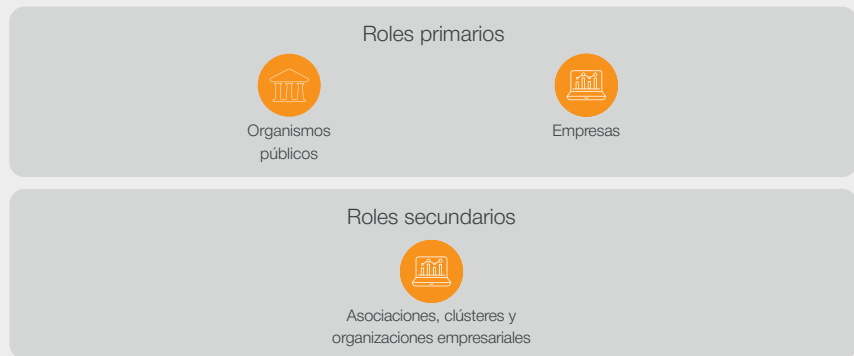 Roles primarios
Organismos
públicos
Empresas
Roles secundarios
Asociaciones, clústeres y
organizaciones empresariales